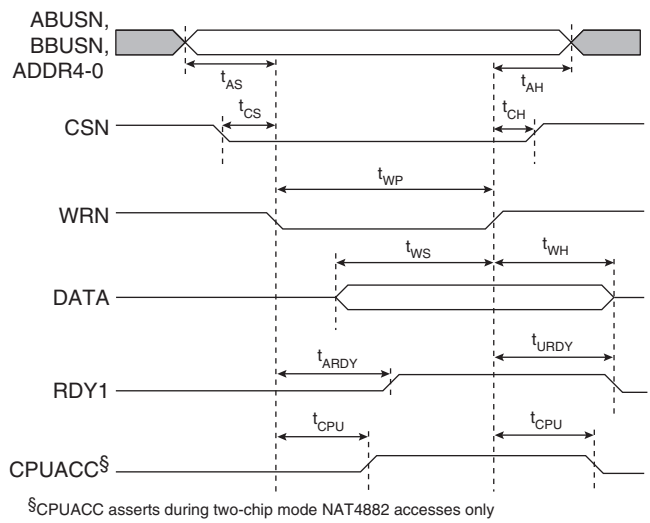 ABUSN,
BBUSN,
ADDR4-0
tAS
tAH
CSN
tCS
tCH
tWP
WRN
tWS
tWH
DATA
tARDY
tURDY
RDY1
tCPU
tCPU
CPUACC§
§CPUACC asserts during two-chip mode NAT4882 accesses only